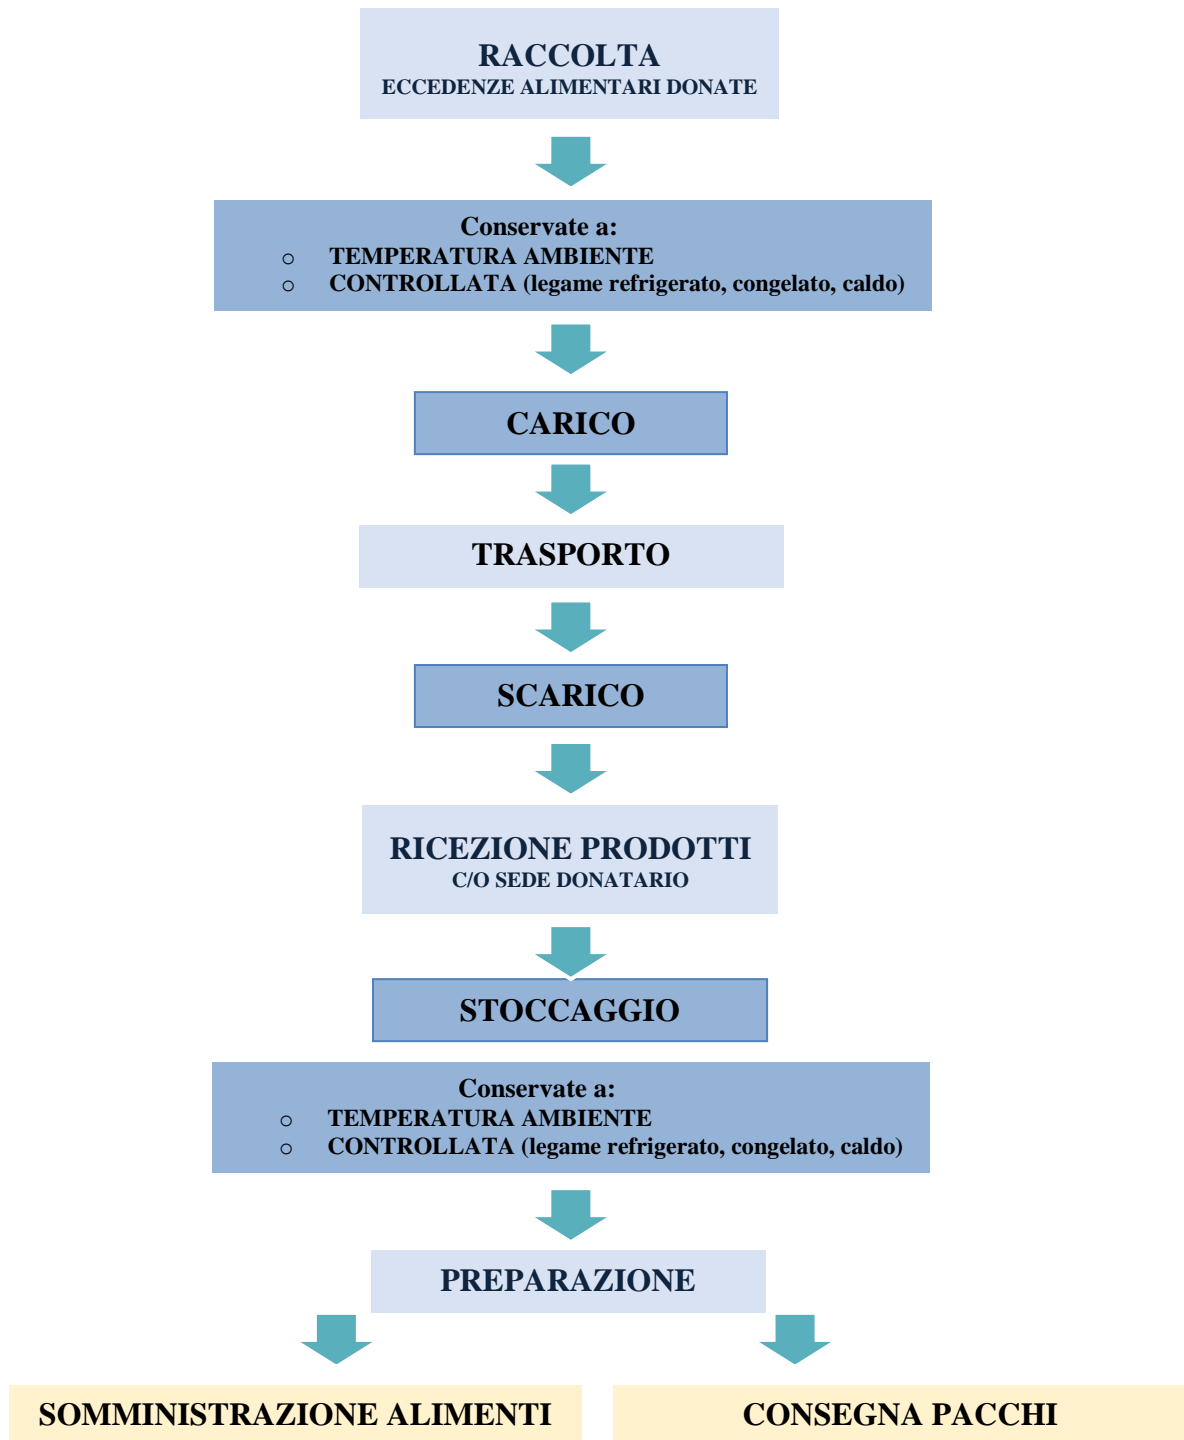 RACCOLTA
ECCEDENZE ALIMENTARI DONATE
Conservate a:
o TEMPERATURA AMBIENTE
o CONTROLLATA (legame refrigerato, congelato, caldo)
CARICO
TRASPORTO
SCARICO
RICEZIONE PRODOTTI
C/O SEDE DONATARIO
STOCCAGGIO
Conservate a:
o TEMPERATURA AMBIENTE
o CONTROLLATA (legame refrigerato, congelato, caldo)
PREPARAZIONE
SOMMINISTRAZIONE ALIMENTI
CONSEGNA PACCHI